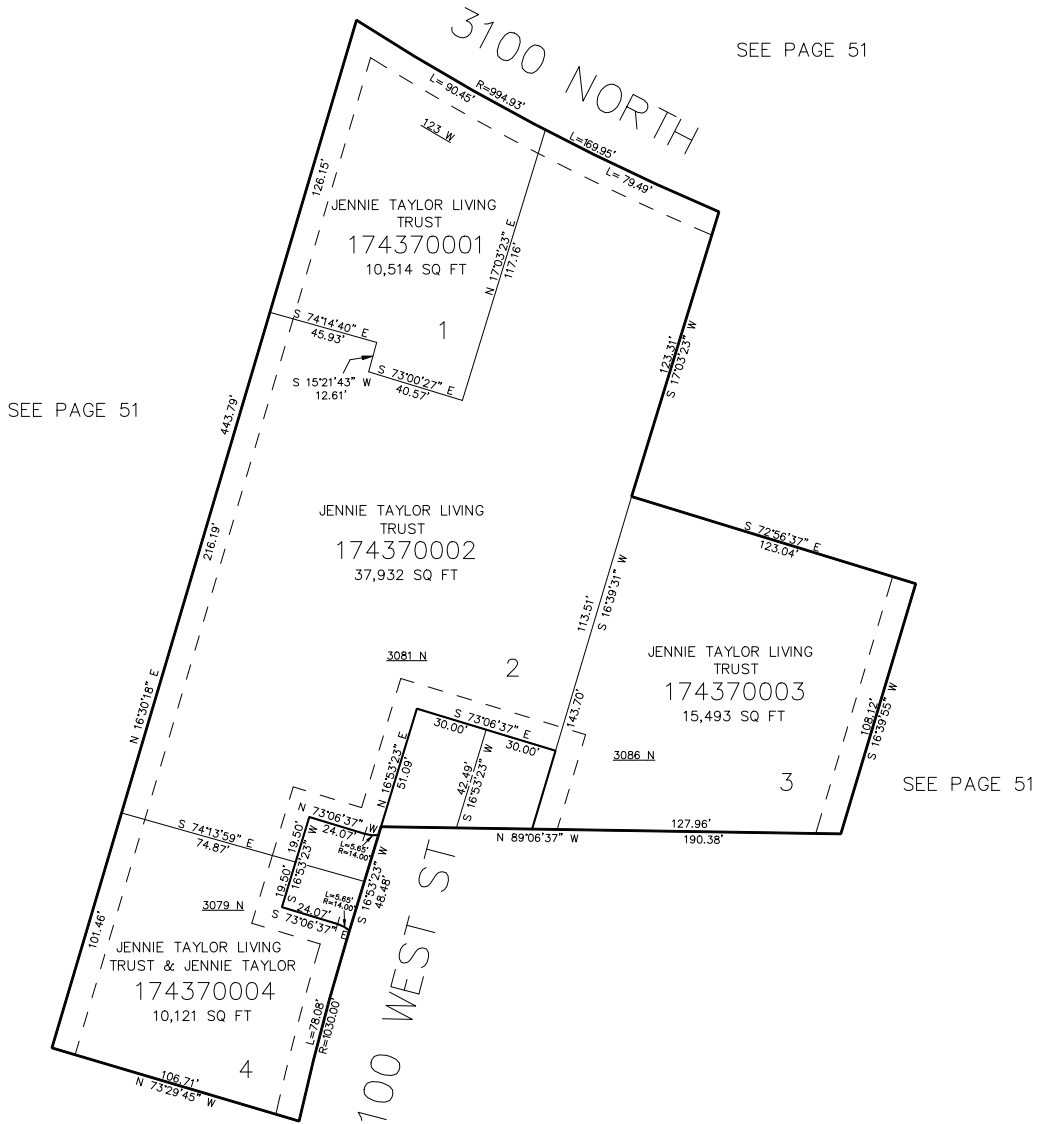 3100 NORTH
SEE PAGE 51
L= 90.45'
R=994.93'
L=169.95'
L= 79.49'
123 W
126.15'
JENNIE TAYLOR LIVING
TRUST
174370001
10,514 SQ FT
N 17°03'23" E
117.16'
1
S 74°14'40" E
45.93'
S 15°21'43" W
12.61'
S 73°00'27" E
40.57'
123.31'
S 17°03'23" W
SEE PAGE 51
443.79'
N 16°30'18" E
216.19'
JENNIE TAYLOR LIVING
TRUST
174370002
37,932 SQ FT
3081 N
2
S 72°56'37" E
123.04'
113.51'
S 16°39'31" W
143.70'
JENNIE TAYLOR LIVING
TRUST
174370003
15,493 SQ FT
3086 N
3
108.12'
S 16°39'55" W
SEE PAGE 51
S 73°06'37" E
30.00'
30.00'
N 16°53'23" E
51.09'
42.49'
S 16°53'23" W
127.96'
N 89°06'37" W
190.38'
N 73°06'37" W
24.07'
L=5.65'
R=14.00'
19.50'
19.50'
S 16°53'23" W
S 74°13'59" E
74.87'
L=5.65'
R=14.00'
24.07'
S 73°06'37" E
S 16°53'23" W
48.48'
3079 N
101.46'
JENNIE TAYLOR LIVING
TRUST & JENNIE TAYLOR
174370004
10,121 SQ FT
4
L=78.08'
R=1030.00'
106.71'
N 73°29'45" W
100 WEST ST